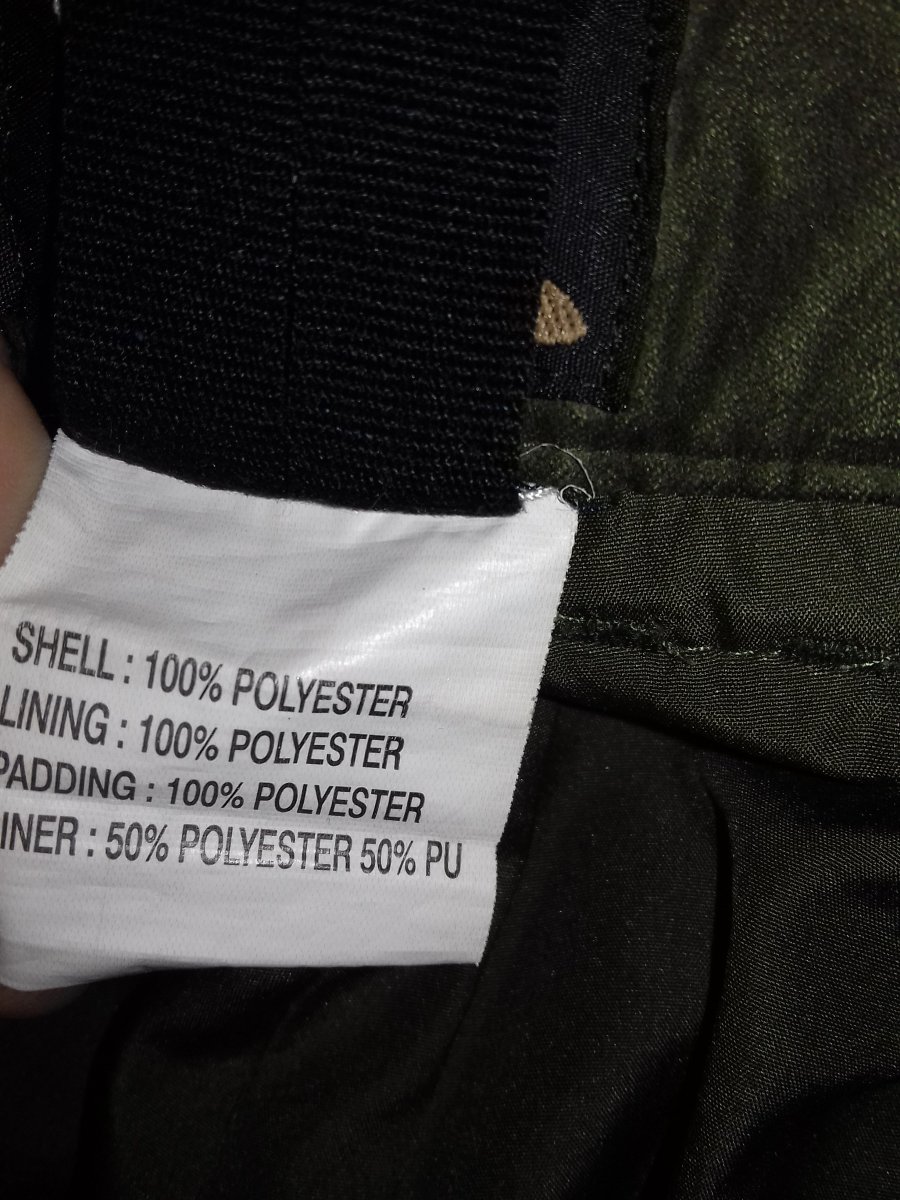 SHELL : 100% POLYESTER
LINING : 100% POLYESTER
PADDING : 100% POLYESTER
INER : 50% POLYESTER 50% PU